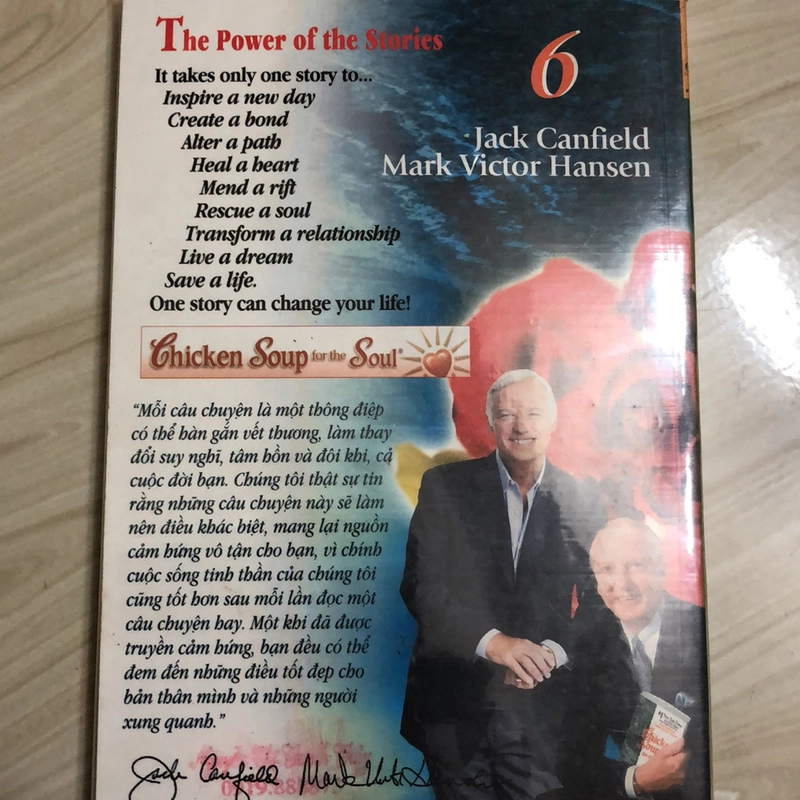 The Power of the Stories
It takes only one story to...
Inspire a new day
Create a bond
Alter a path
Heal a heart
Mend a rift
Rescue a soul
Transform a relationship
Live a dream
Save a life.
One story can change your life!
6
Jack Canfield
Mark Victor Hansen
Chicken Soup for the Soul®
“Mỗi câu chuyện là một thông điệp
có thể hàn gắn vết thương, làm thay
đổi suy nghĩ, tâm hồn và đôi khi, cả
cuộc đời bạn. Chúng tôi thật sự tin
rằng những câu chuyện này sẽ làm
nên điều khác biệt, mang lại nguồn
cảm hứng vô tận cho bạn, vì chính
cuộc sống tinh thần của chúng tôi
cũng tốt hơn sau mỗi lần đọc một
câu chuyện hay. Một khi đã được
truyền cảm hứng, bạn đều có thể
đem đến những điều tốt đẹp cho
bản thân mình và những người
xung quanh.”
Jack Canfield Mark Victor Hansen